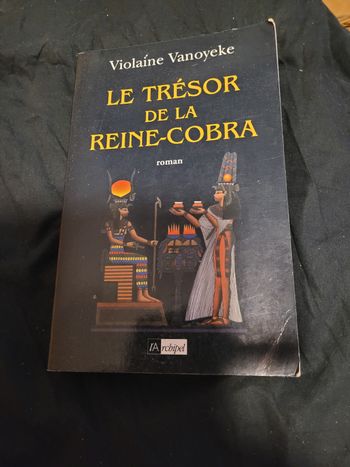 Violaine Vanoyeke
LE TRÉSOR
DE LA
REINE-COBRA
roman
l'Archipel